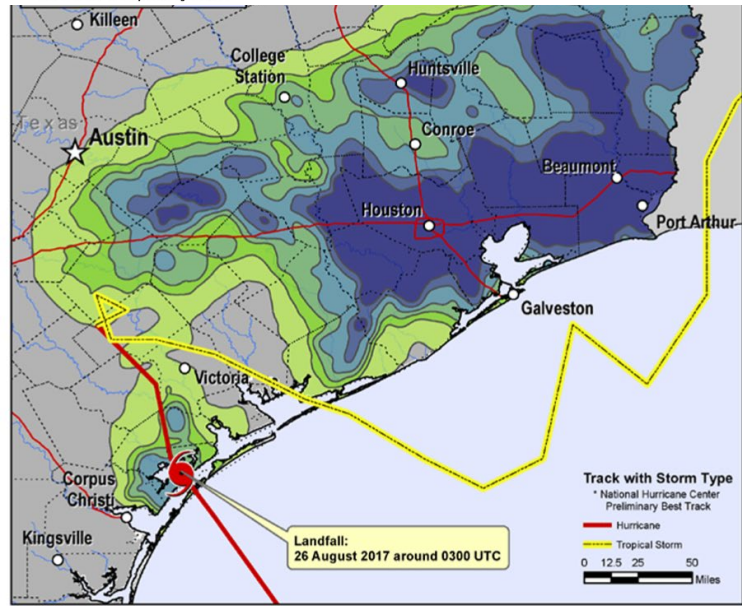 Killeen
College
Station
Huntsville
Texas
Austin
Conroe
Beaumont
Houston
Port Arthur
Galveston
Victoria
Corpus
Christi
Kingsville
Landfall:
26 August 2017 around 0300 UTC
Track with Storm Type
* National Hurricane Center
Preliminary Best Track
Hurricane
Tropical Storm
0 12.5 25 50
Miles